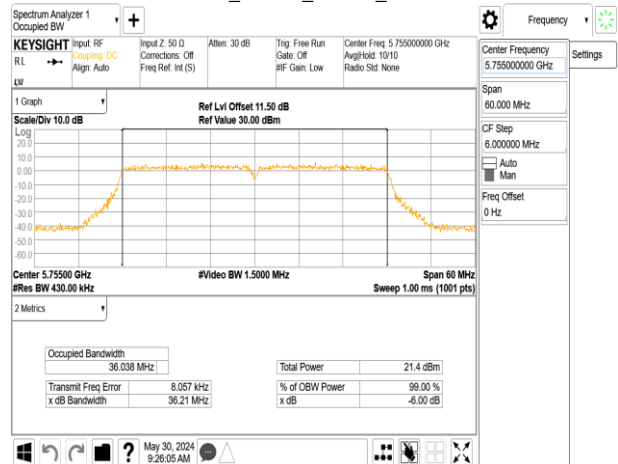 Spectrum Analyzer 1
Occupied BW
Frequency
KEYSIGHT
Input: RF
Coupling: DC
Align: Auto
Input Z: 50 Ω
Corrections: Off
Freq Ref: Int (S)
Atten: 30 dB
Trig: Free Run
Gate: Off
#IF Gain: Low
Center Freq: 5.755000000 GHz
Avg|Hold: 10/10
Radio Std: None
RL
Center Frequency
5.755000000 GHz
Settings
Span
60.000 MHz
CF Step
6.000000 MHz
Auto
Man
Freq Offset
0 Hz
1 Graph
Scale/Div 10.0 dB
Ref Lvl Offset 11.50 dB
Ref Value 30.00 dBm
Log
20.0
10.0
0.00
-10.0
-20.0
-30.0
-40.0
-50.0
-60.0
Center 5.75500 GHz
#Video BW 1.5000 MHz
Span 60 MHz
#Res BW 430.00 kHz
Sweep 1.00 ms (1001 pts)
2 Metrics
Occupied Bandwidth
36.038 MHz
Total Power 21.4 dBm
Transmit Freq Error 8.057 kHz
% of OBW Power 99.00 %
x dB Bandwidth 36.21 MHz
x dB -6.00 dB
May 30, 2024
9:26:05 AM